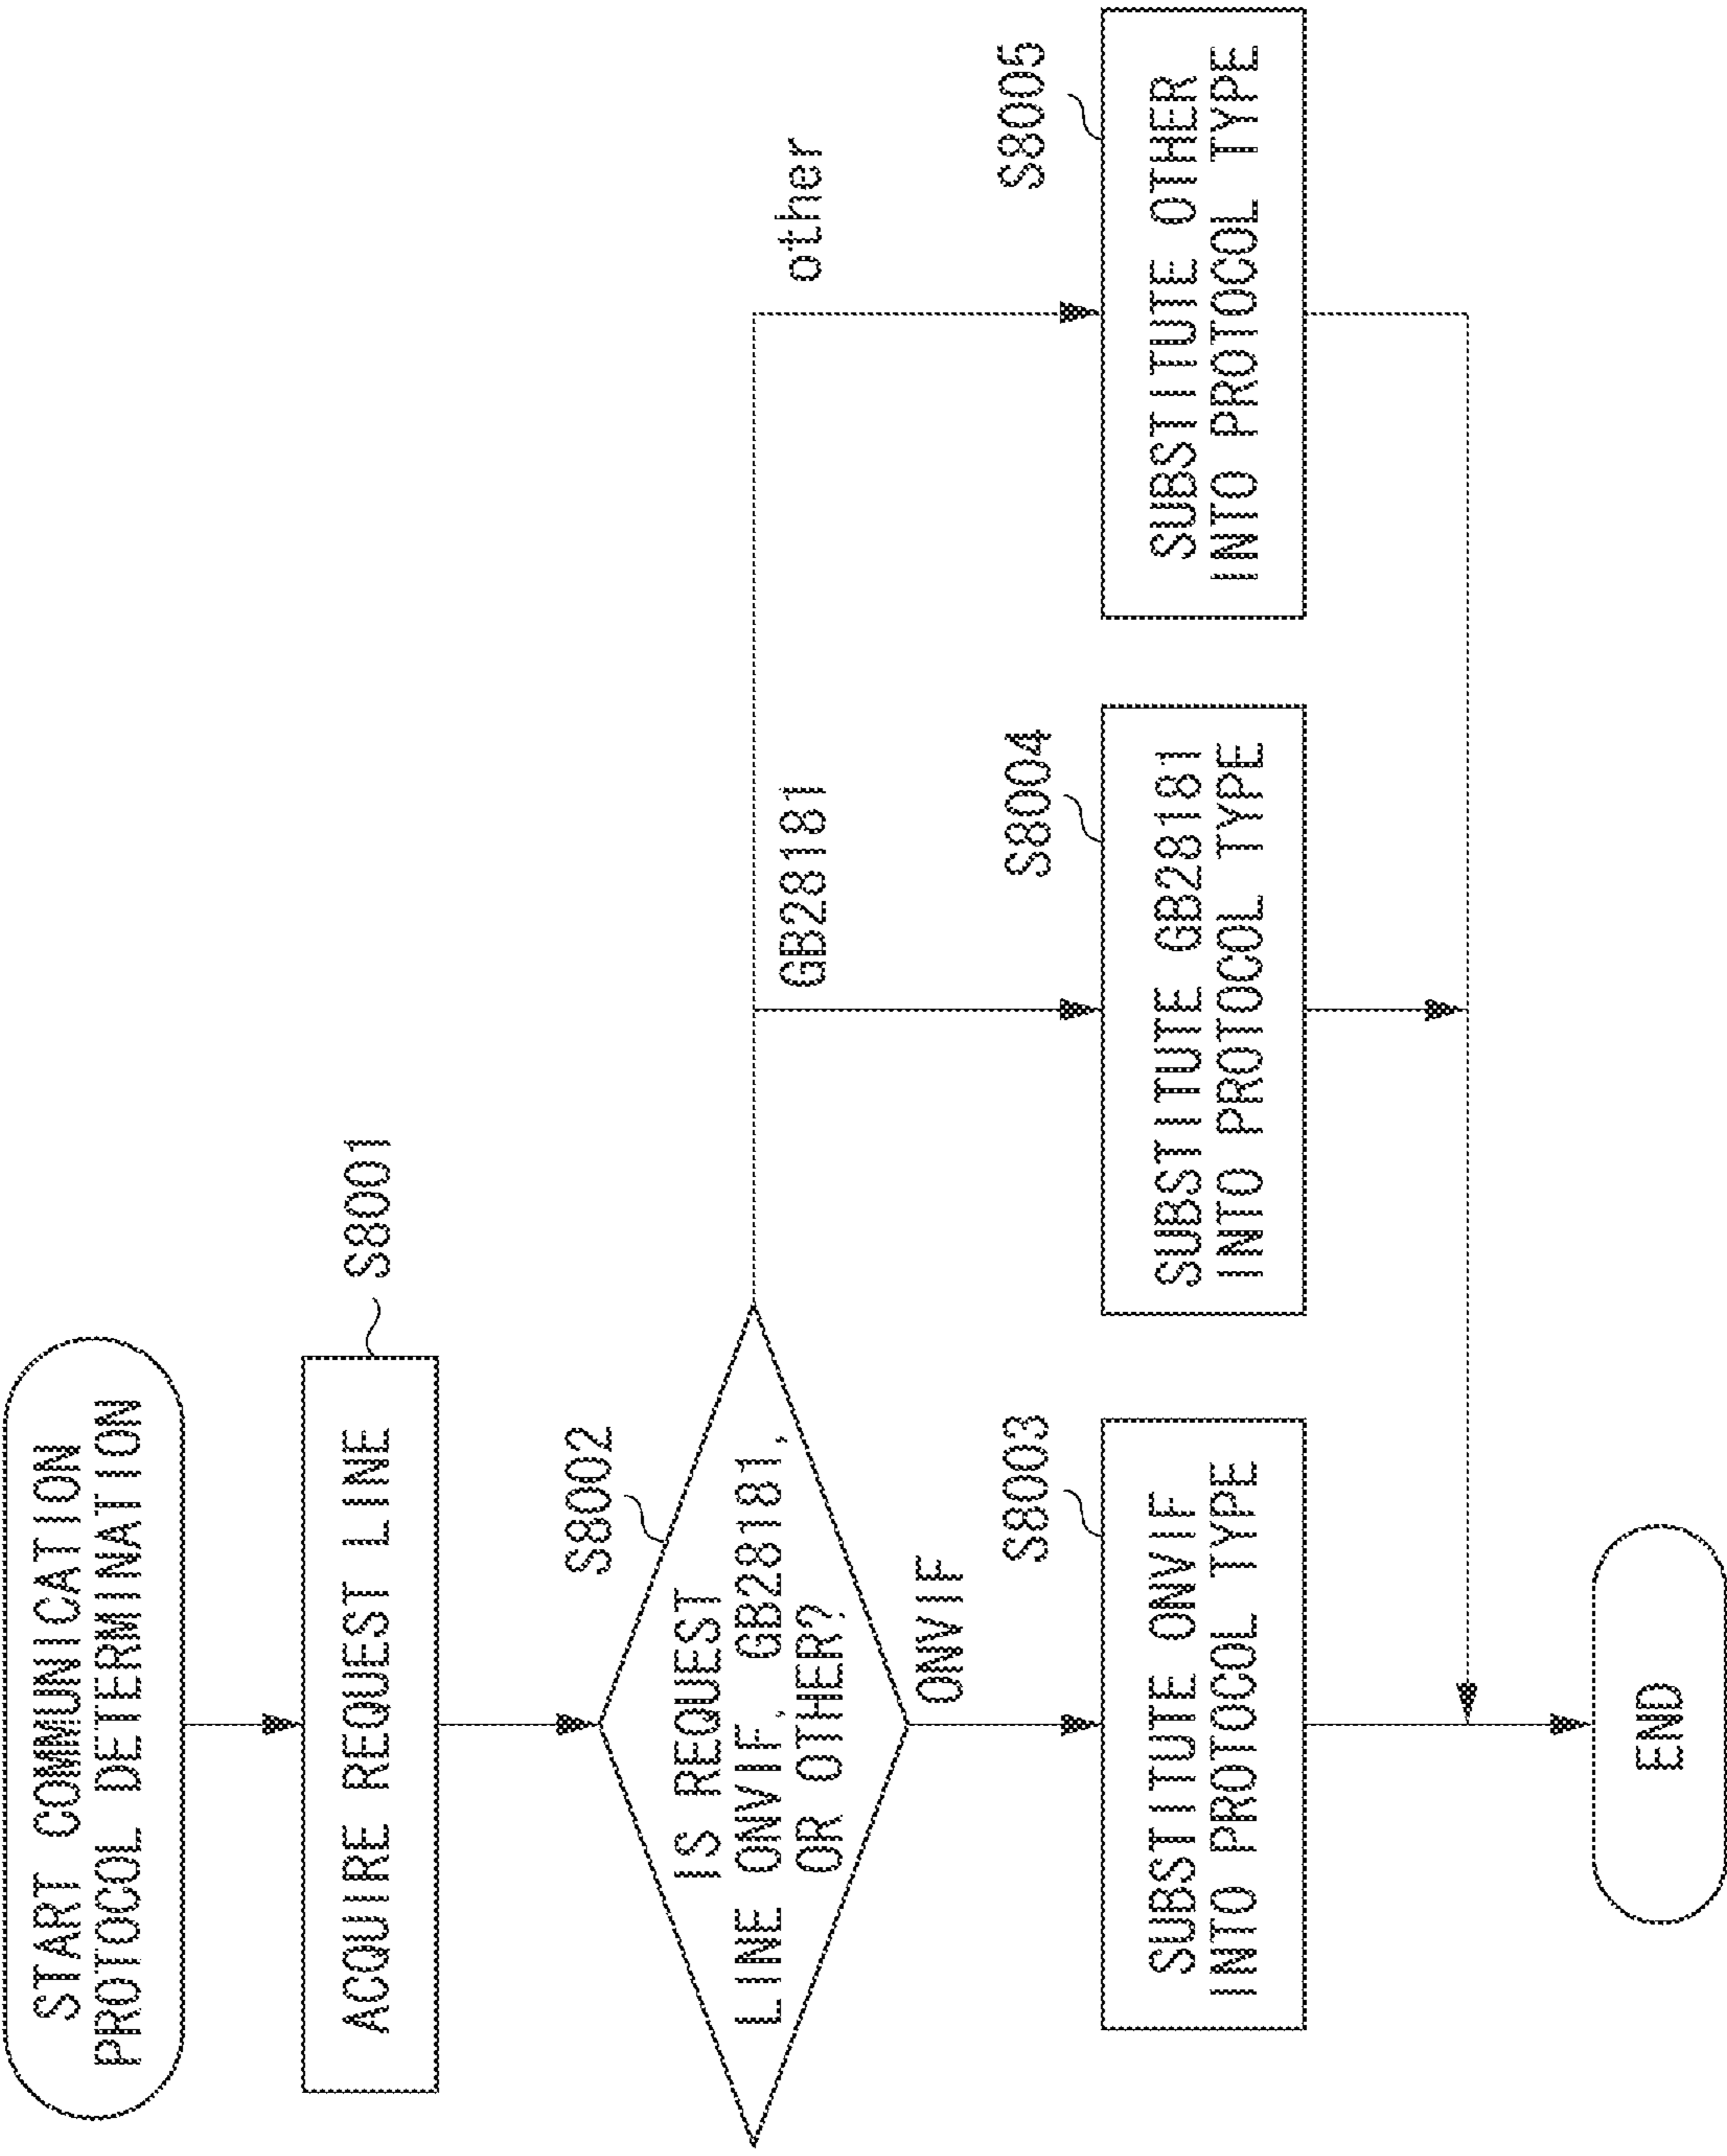 START COMMUNICATION
PROTOCOL DETERMINATION
S8001
ACQUIRE REQUEST LINE
S8002
IS REQUEST
LINE ONVIF, GB28181,
OR OTHER?
ONVIF
GB28181
other
S8003
SUBSTITUTE ONVIF
INTO PROTOCOL TYPE
S8004
SUBSTITUTE GB28181
INTO PROTOCOL TYPE
S8005
SUBSTITUTE OTHER
INTO PROTOCOL TYPE
END